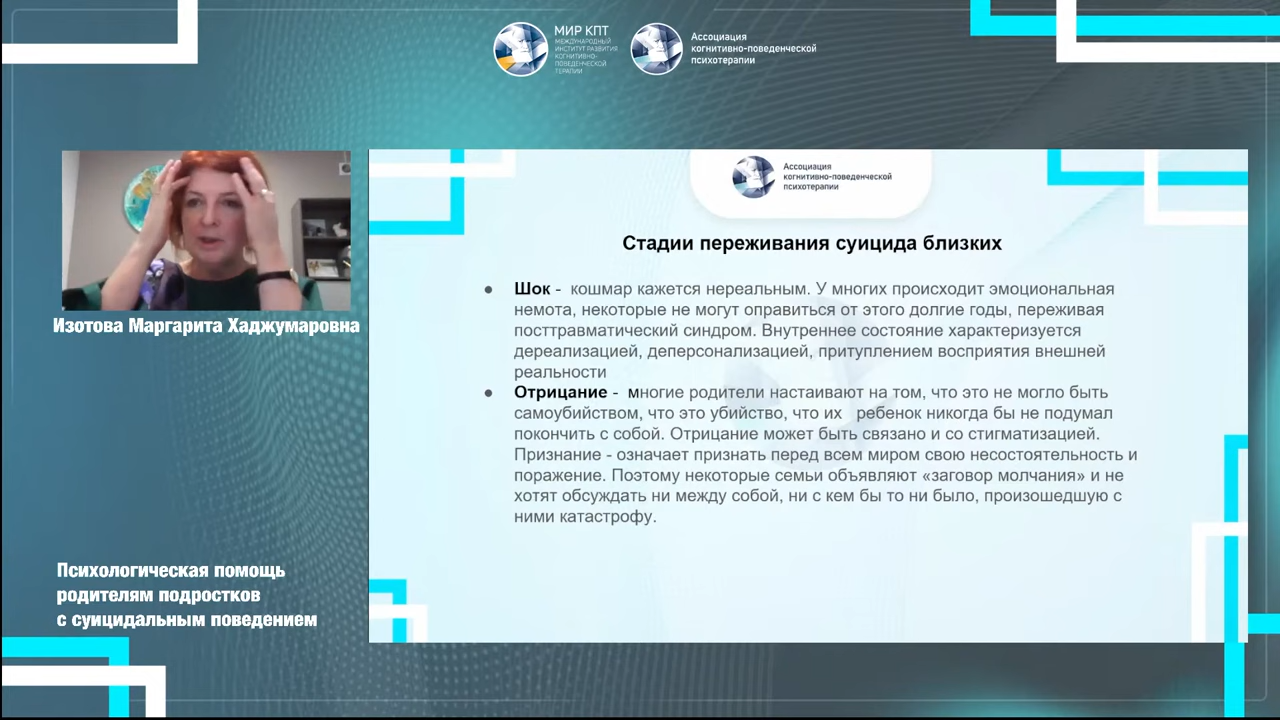 МИР КПТ
МЕЖДУНАРОДНЫЙ
ИНСТИТУТ РАЗВИТИЯ
КОГНИТИВНО-
ПОВЕДЕНЧЕСКОЙ
ТЕРАПИИ
Ассоциация
когнитивно-поведенческой
психотерапии
Ассоциация
когнитивно-поведенческой
психотерапии
Стадии переживания суицида близких
● Шок -  кошмар кажется нереальным. У многих происходит эмоциональная
немота, некоторые не могут оправиться от этого долгие годы, переживая
посттравматический синдром. Внутреннее состояние характеризуется
дереализацией, деперсонализацией, притуплением восприятия внешней
реальности
● Отрицание -  многие родители настаивают на том, что это не могло быть
самоубийством, что это убийство, что их   ребенок никогда бы не подумал
покончить с собой. Отрицание может быть связано и со стигматизацией.
Признание - означает признать перед всем миром свою несостоятельность и
поражение. Поэтому некоторые семьи объявляют «заговор молчания» и не
хотят обсуждать ни между собой, ни с кем бы то ни было, произошедшую с
ними катастрофу.
Изотова Маргарита Хаджумаровна
Психологическая помощь
родителям подростков
с суицидальным поведением